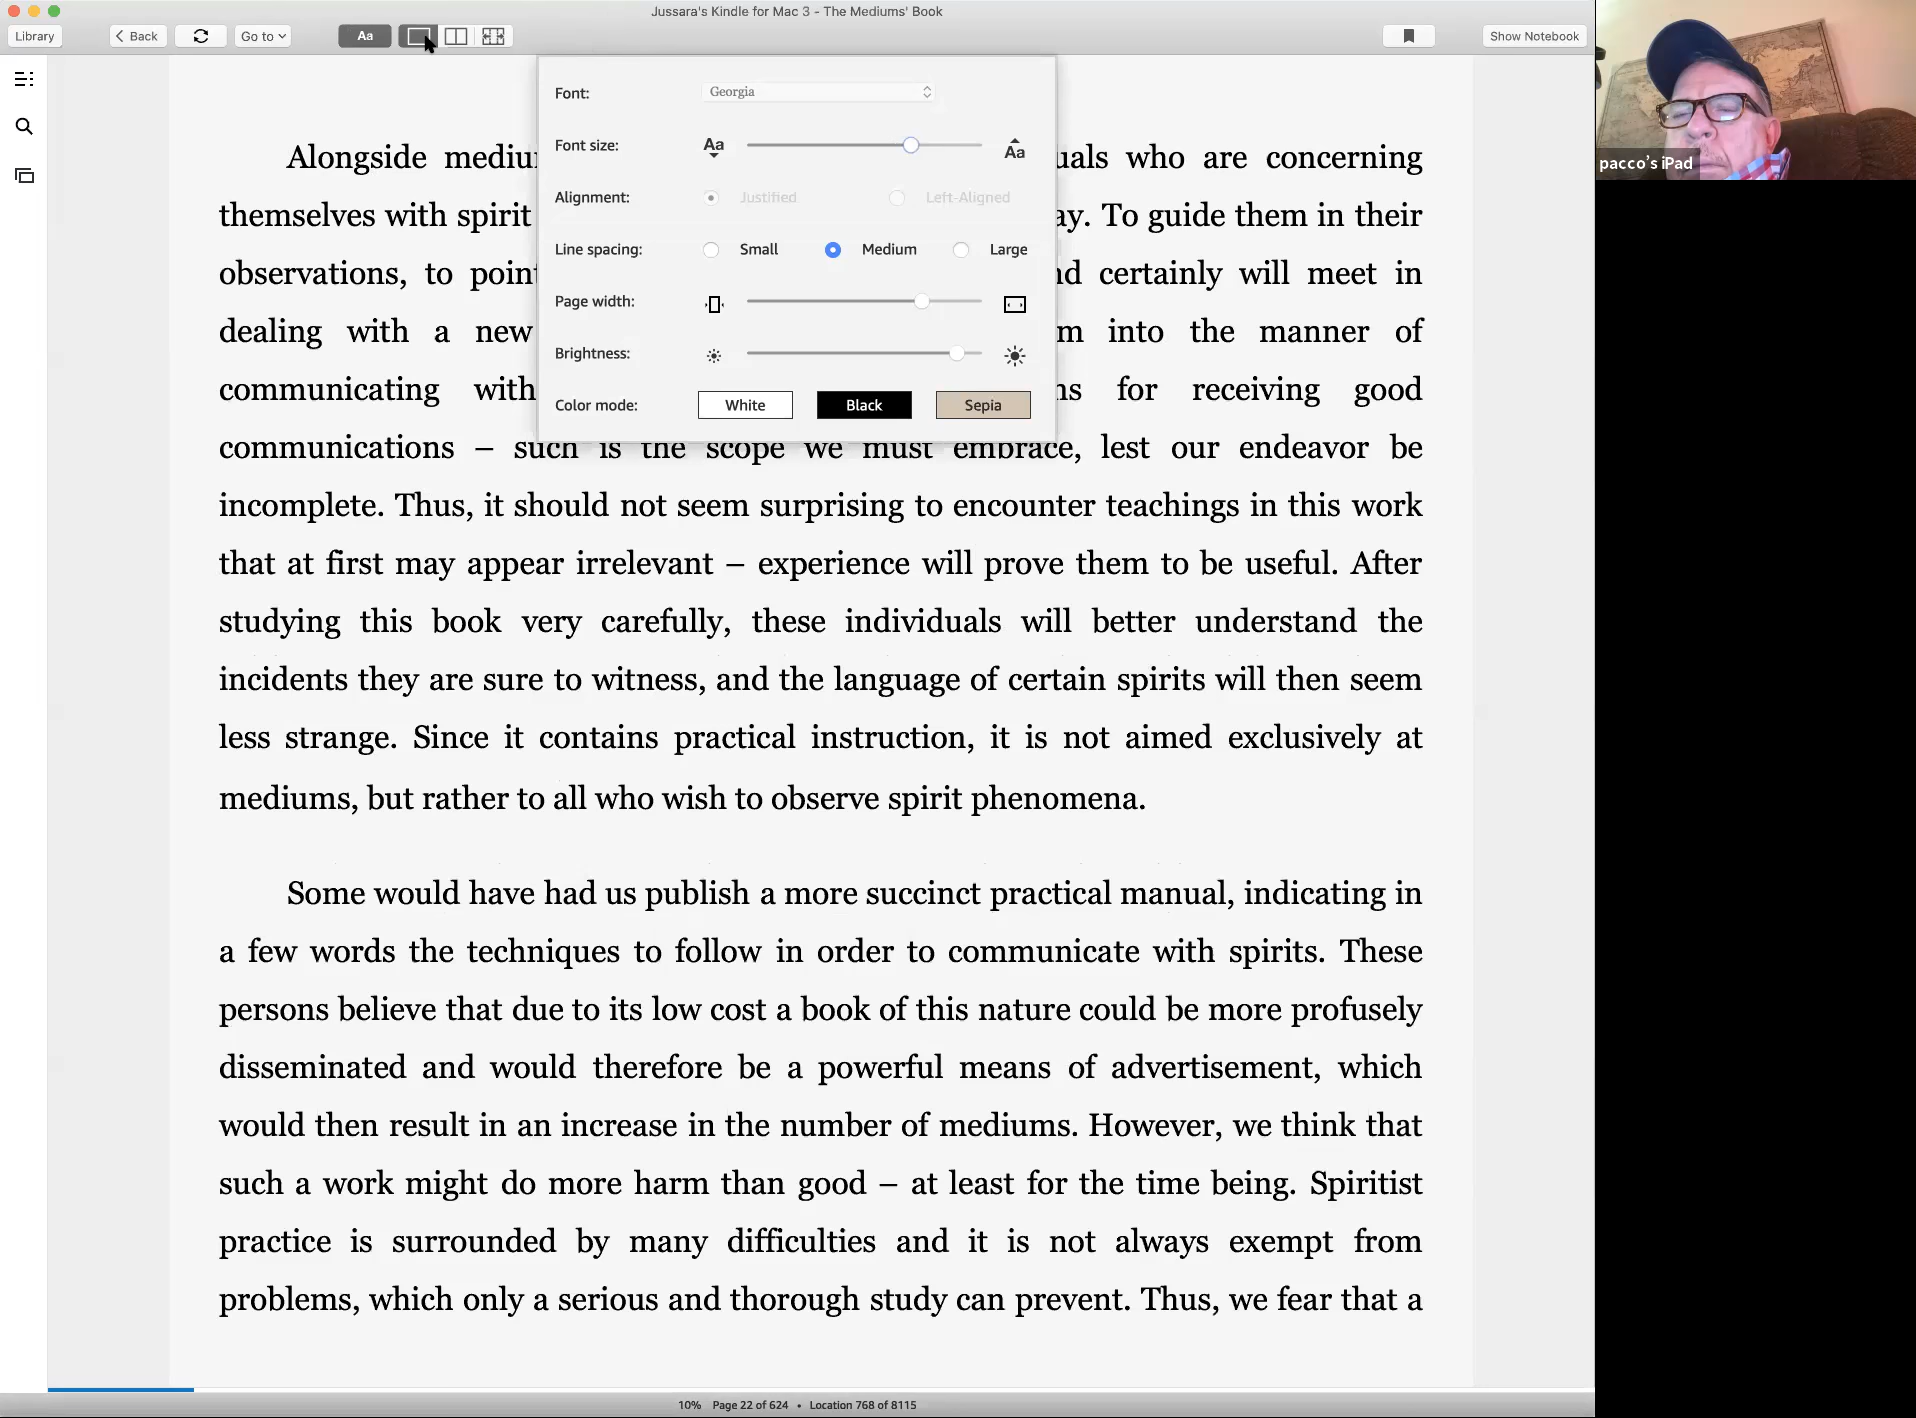 Jussara's Kindle for Mac 3 - The Mediums' Book
Library
Back
Go to
Aa
Show Notebook
Font:
Georgia
Font size:
Aa
Aa
Alignment:
Justified
Left-Aligned
Line spacing:
Small
Medium
Large
Page width:
Brightness:
Color mode:
White
Black
Sepia
Alongside uals who are concerning
themselves with spirit ay. To guide them in their
observations, to nd certainly will meet in
dealing with a new m into the manner of
communicating with ns for receiving good
communications – such is the scope we must embrace, lest our endeavor be
incomplete. Thus, it should not seem surprising to encounter teachings in this work
that at first may appear irrelevant – experience will prove them to be useful. After
studying this book very carefully, these individuals will better understand the
incidents they are sure to witness, and the language of certain spirits will then seem
less strange. Since it contains practical instruction, it is not aimed exclusively at
mediums, but rather to all who wish to observe spirit phenomena.
Some would have had us publish a more succinct practical manual, indicating in
a few words the techniques to follow in order to communicate with spirits. These
persons believe that due to its low cost a book of this nature could be more profusely
disseminated and would therefore be a powerful means of advertisement, which
would then result in an increase in the number of mediums. However, we think that
such a work might do more harm than good – at least for the time being. Spiritist
practice is surrounded by many difficulties and it is not always exempt from
problems, which only a serious and thorough study can prevent. Thus, we fear that a
10% Page 22 of 624 • Location 768 of 8115
pacco's iPad